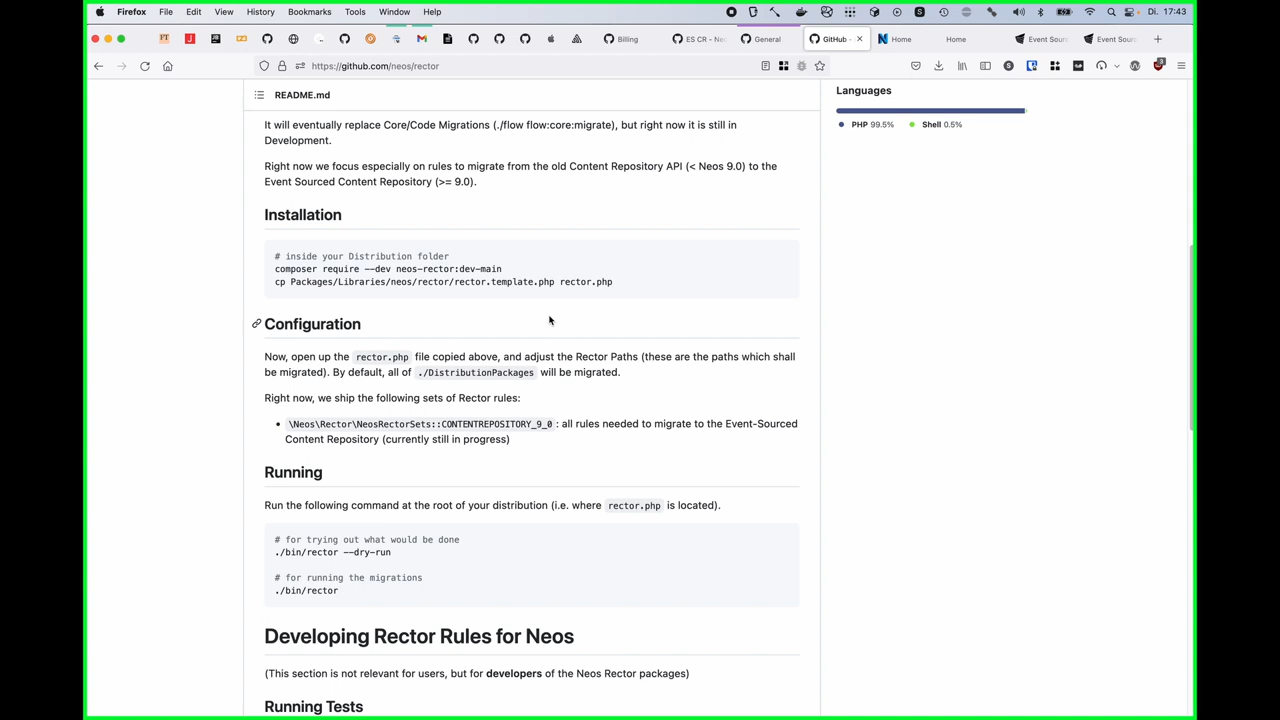 Firefox File Edit View History Bookmarks Tools Window Help Di. 17:43
Billing ES CR - Ne General GitHub - Home Home Event Sour Event Sour
https://github.com/neos/rector
README.md
It will eventually replace Core/Code Migrations (./flow flow:core:migrate), but right now it is still in
Development.
Right now we focus especially on rules to migrate from the old Content Repository API (< Neos 9.0) to the
Event Sourced Content Repository (>= 9.0).
Installation
# inside your Distribution folder
composer require --dev neos-rector:dev-main
cp Packages/Libraries/neos/rector/rector.template.php rector.php
Configuration
Now, open up the rector.php file copied above, and adjust the Rector Paths (these are the paths which shall
be migrated). By default, all of ./DistributionPackages will be migrated.
Right now, we ship the following sets of Rector rules:
• \Neos\Rector\NeosRectorSets::CONTENTREPOSITORY_9_0 : all rules needed to migrate to the Event-Sourced
Content Repository (currently still in progress)
Running
Run the following command at the root of your distribution (i.e. where rector.php is located).
# for trying out what would be done
./bin/rector --dry-run
# for running the migrations
./bin/rector
Developing Rector Rules for Neos
(This section is not relevant for users, but for developers of the Neos Rector packages)
Running Tests
Languages
PHP 99.5% Shell 0.5%